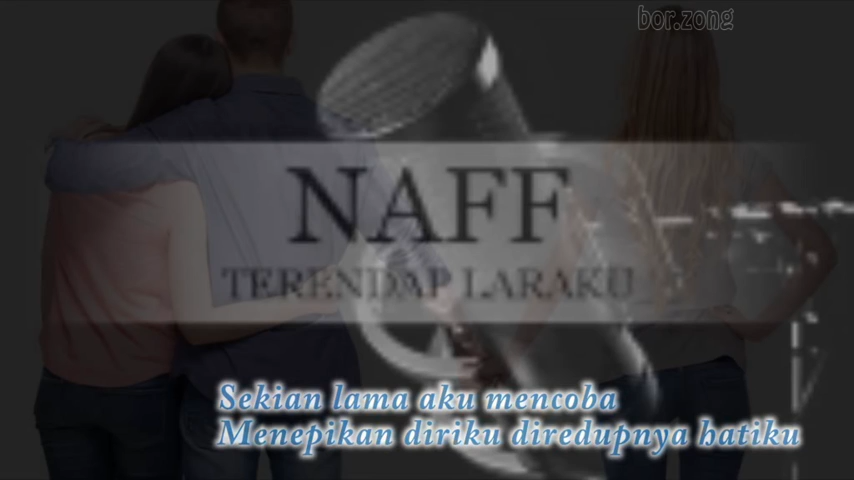 bor.zong
NAFF
TERENDAP LARAKU
Sekian lama aku mencoba
Menepikan diriku diredupnya hatiku